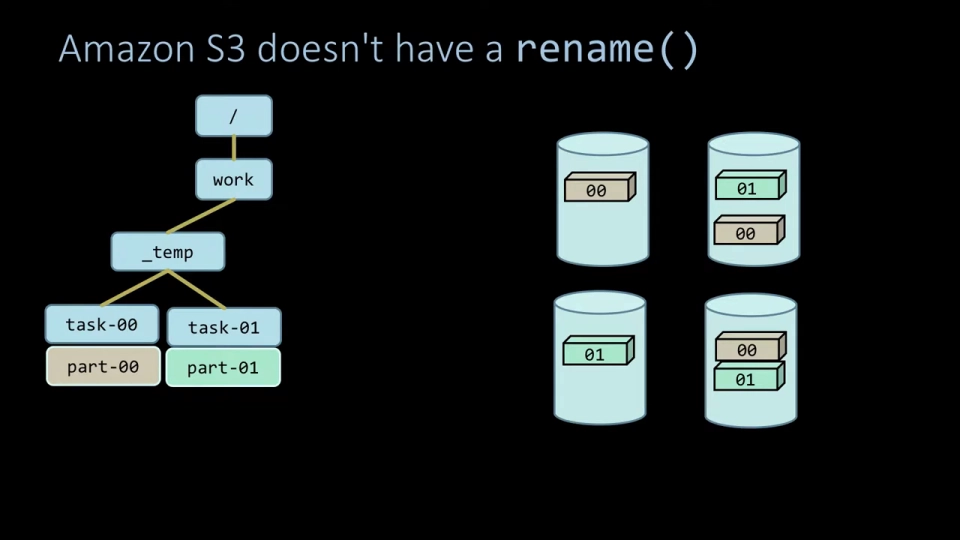 Amazon S3 doesn't have a rename()
/
work
_temp
task-00
task-01
part-00
part-01
00
01
00
01
00
01